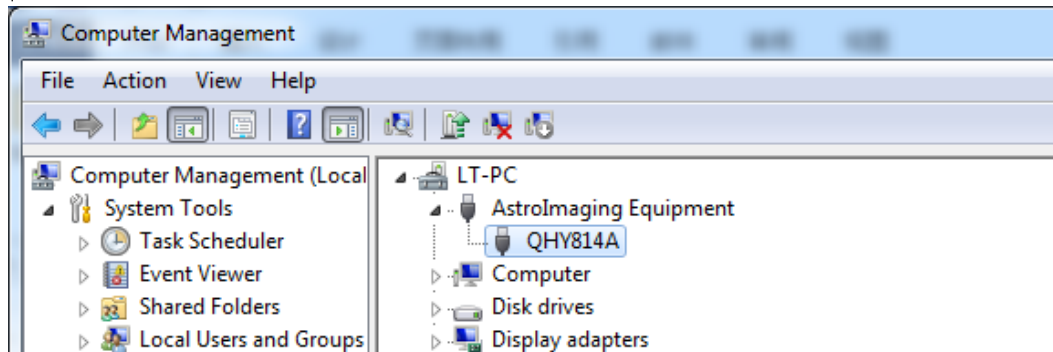 Computer Management
File Action View Help
Computer Management (Local
System Tools
Task Scheduler
Event Viewer
Shared Folders
Local Users and Groups
LT-PC
AstroImaging Equipment
QHY814A
Computer
Disk drives
Display adapters